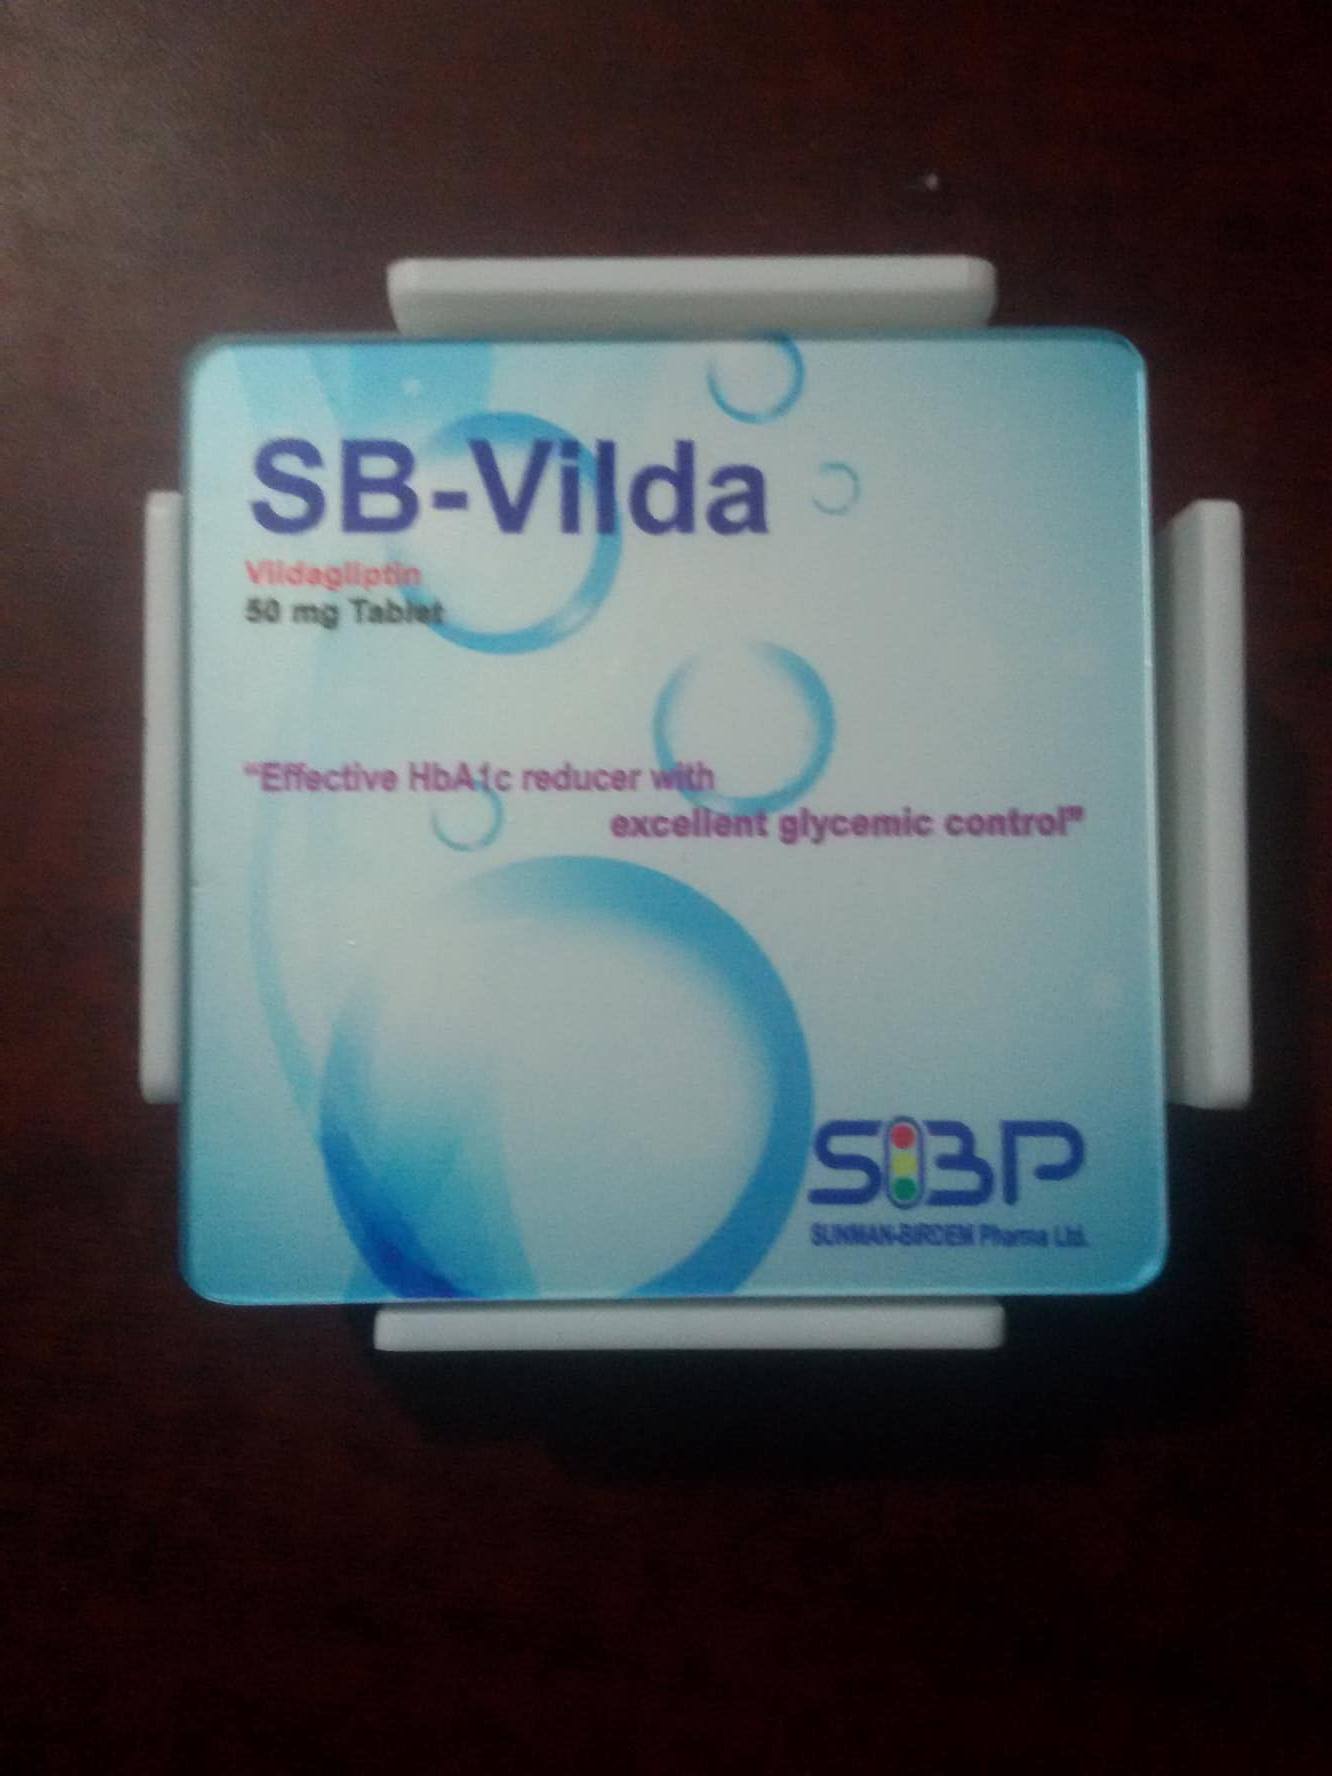 SB-Vilda
Vildagliptin
50 mg Tablet
“Effective HbA1c reducer with
excellent glycemic control”
SBP
SUNMAN-BIRDEM Pharma Ltd.